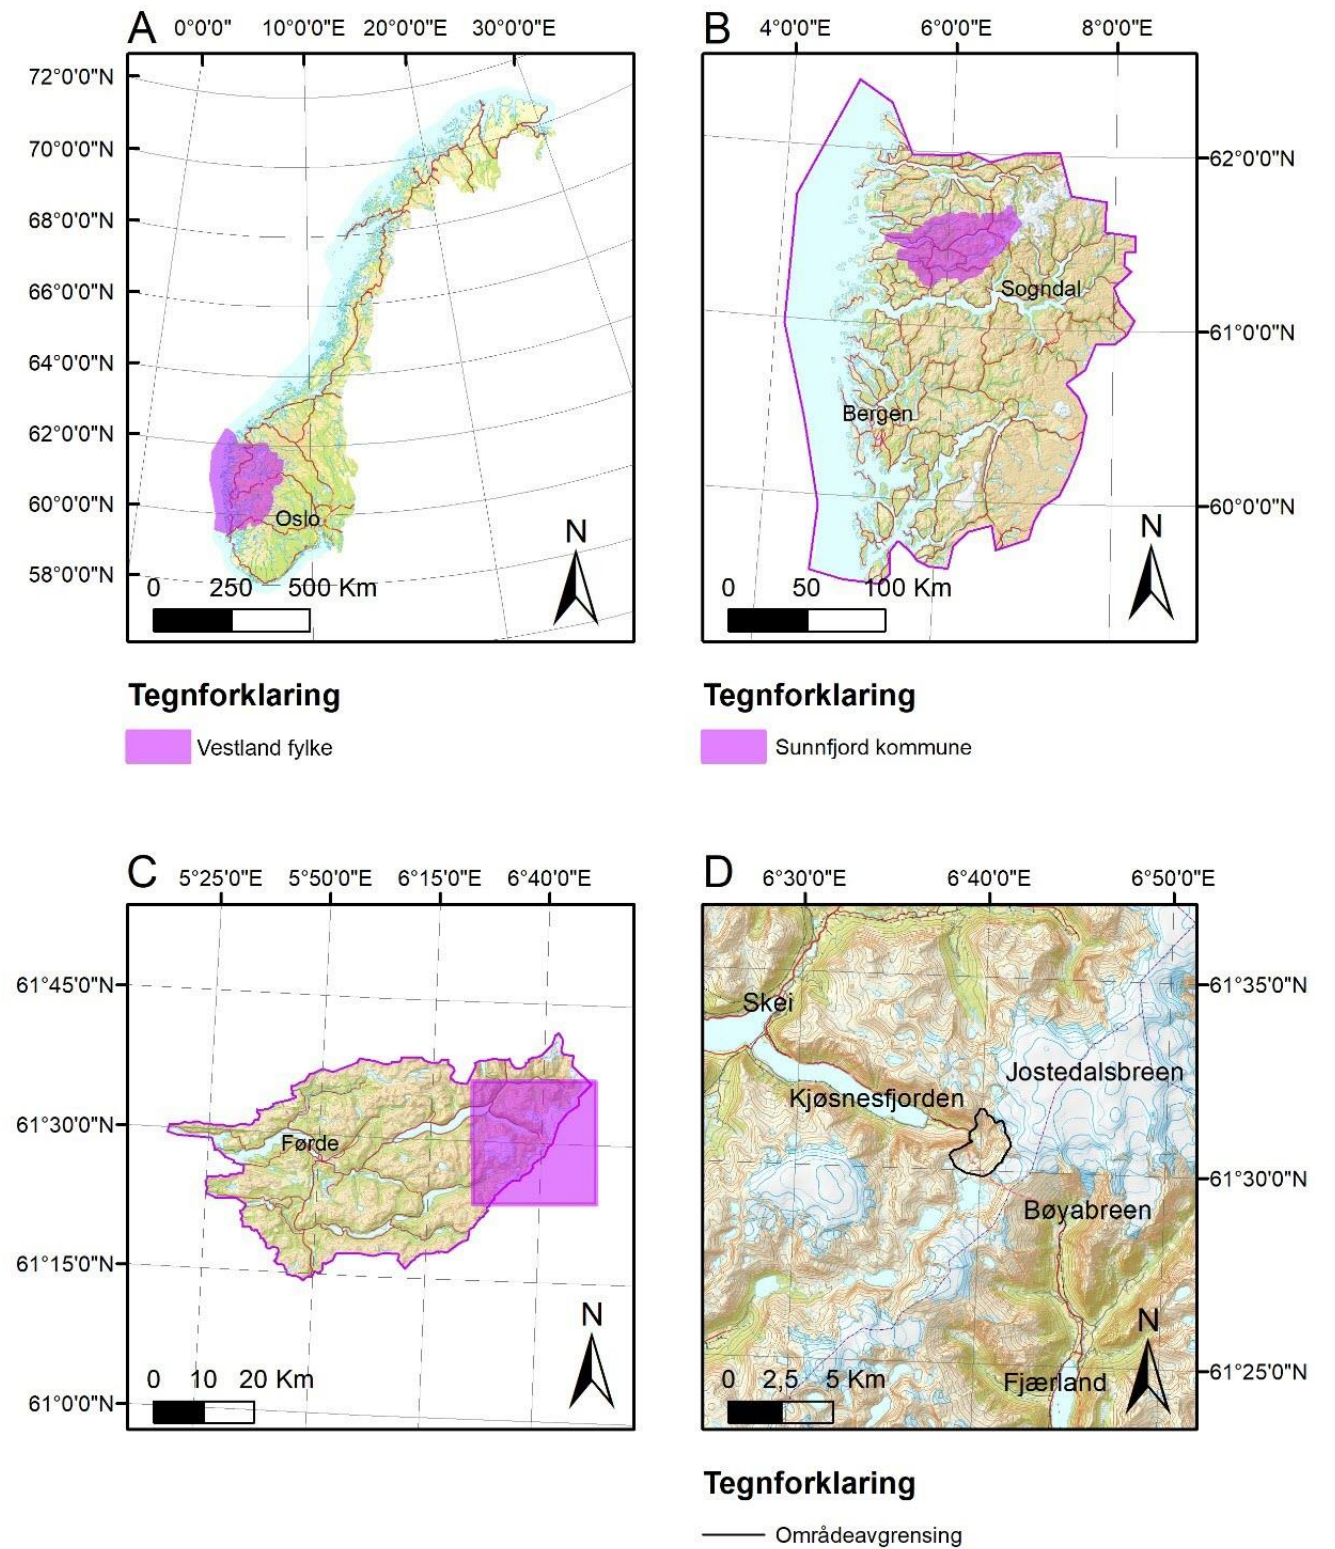 A
0°0'0" 10°0'0"E 20°0'0"E 30°0'0"E
72°0'0"N
70°0'0"N
68°0'0"N
66°0'0"N
64°0'0"N
62°0'0"N
60°0'0"N
58°0'0"N
Oslo
N
0 250 500 Km
Tegnforklaring
Vestland fylke
B
4°0'0"E 6°0'0"E 8°0'0"E
62°0'0"N
61°0'0"N
60°0'0"N
Sogndal
Bergen
N
0 50 100 Km
Tegnforklaring
Sunnfjord kommune
C
5°25'0"E 5°50'0"E 6°15'0"E 6°40'0"E
61°45'0"N
61°30'0"N
61°15'0"N
61°0'0"N
Førde
N
0 10 20 Km
D
6°30'0"E 6°40'0"E 6°50'0"E
61°35'0"N
61°30'0"N
61°25'0"N
Skei
Jostedalsbreen
Kjøsnesfjorden
Bøyabreen
Fjærland
N
0 2,5 5 Km
Tegnforklaring
Områdeavgrensing